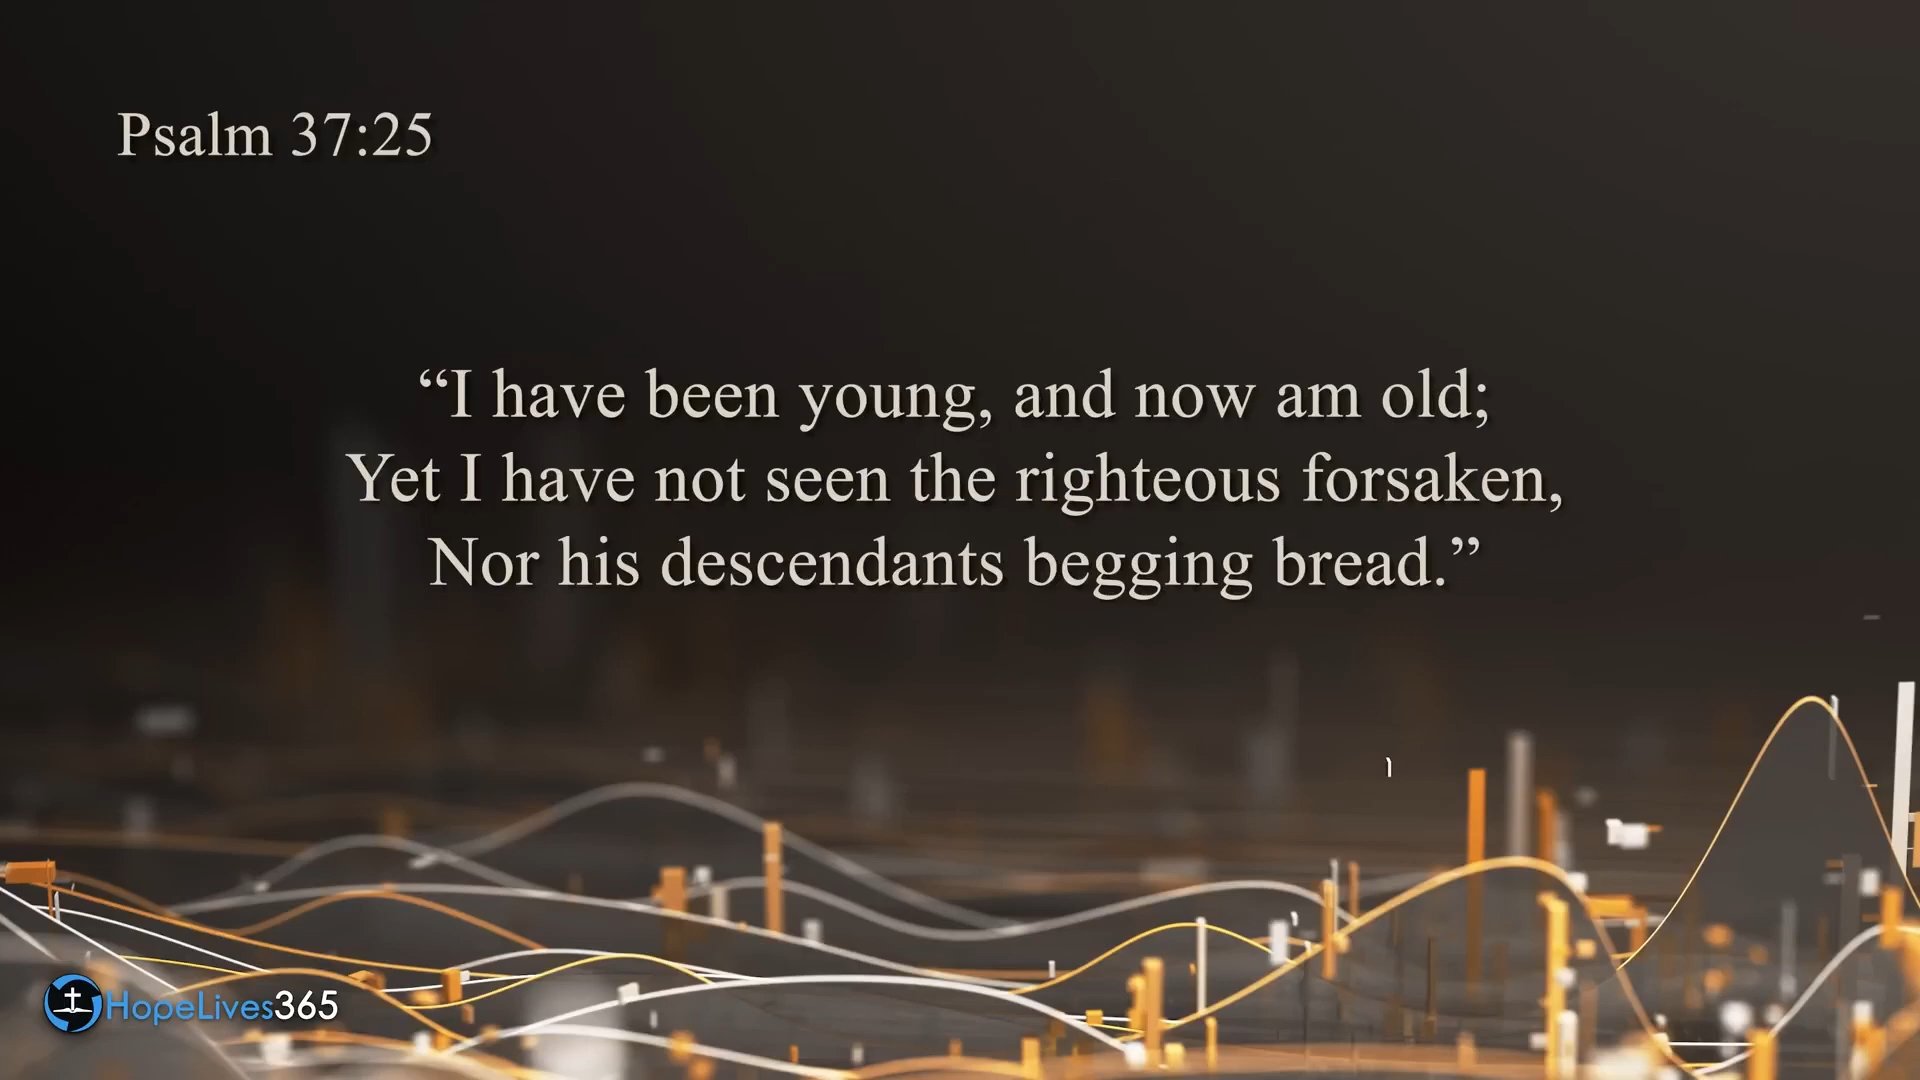 Psalm 37:25
“I have been young, and now am old;
Yet I have not seen the righteous forsaken,
Nor his descendants begging bread.”
HopeLives365